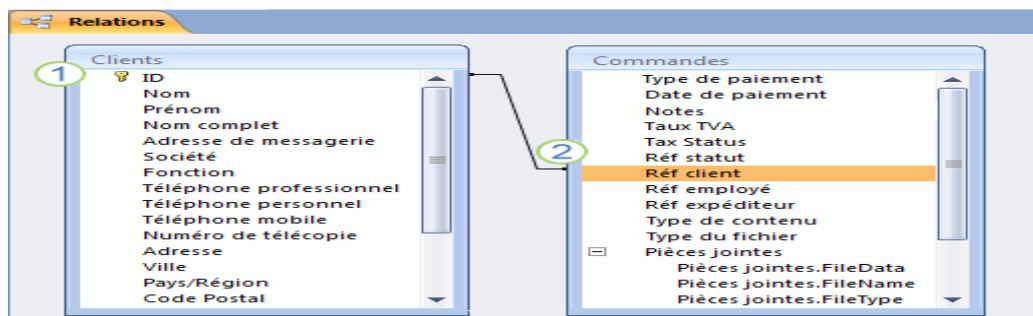 Relations
Clients
1
ID
Nom
Prénom
Nom complet
Adresse de messagerie
Société
Fonction
Téléphone professionnel
Téléphone personnel
Téléphone mobile
Numéro de télécopie
Adresse
Ville
Pays/Région
Code Postal
Commandes
Type de paiement
Date de paiement
Notes
Taux TVA
Tax Status
2
Réf statut
Réf client
Réf employé
Réf expéditeur
Type de contenu
Type du fichier
Pièces jointes
Pièces jointes.FileData
Pièces jointes.FileName
Pièces jointes.FileType